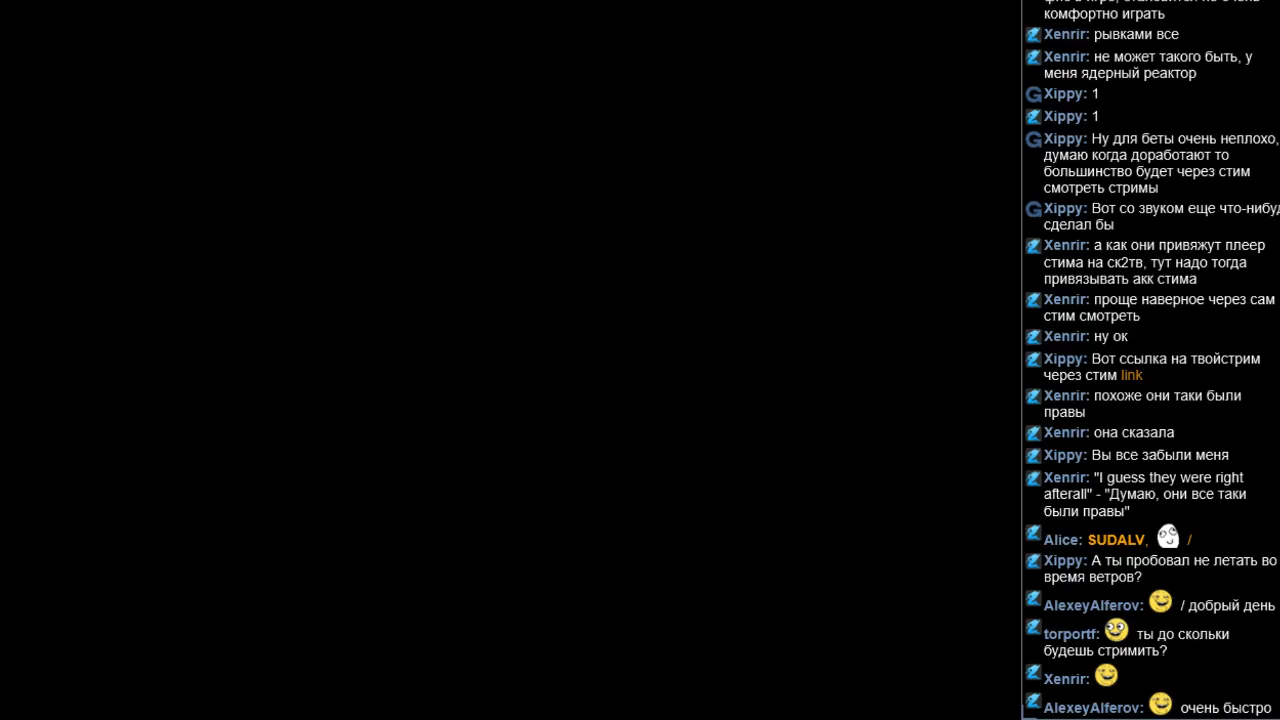 комфортно играть
Xenrir: рывками все
Xenrir: не может такого быть, у
меня ядерный реактор
Xippy: 1
Xippy: 1
Xippy: Ну для беты очень неплохо,
думаю когда доработают то
большинство будет через стим
смотреть стримы
Xippy: Вот со звуком еще что-нибуд
сделал бы
Xenrir: а как они привяжут плеер
стима на ск2тв, тут надо тогда
привязывать акк стима
Xenrir: проще наверное через сам
стим смотреть
Xenrir: ну ок
Xippy: Вот ссылка на твойстрим
через стим link
Xenrir: похоже они таки были
правы
Xenrir: она сказала
Xippy: Вы все забыли меня
Xenrir: "I guess they were right
afterall" - "Думаю, они все таки
были правы"
Alice: SUDALV, /
Xippy: А ты пробовал не летать во
время ветров?
AlexeyAlferov: / добрый день
torportf: ты до скольки
будешь стримить?
Xenrir:
AlexeyAlferov: очень быстро